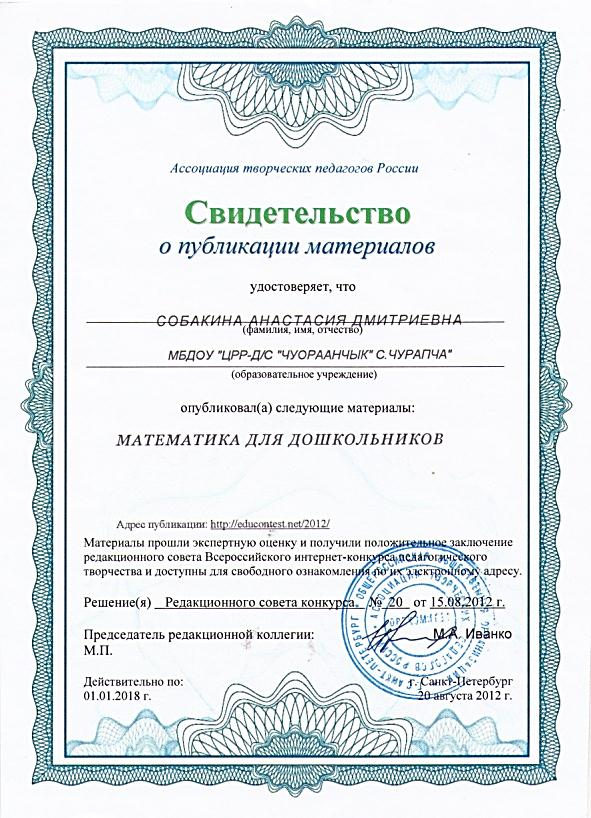 Ассоциация творческих педагогов России
Свидетельство
о публикации материалов
удостоверяет, что
СОБАКИНА АНАСТАСИЯ ДМИТРИЕВНА
(фамилия, имя, отчество)
МБДОУ "ЦРР-Д/С "ЧУОРААНЧЫК" С.ЧУРАПЧА"
(образовательное учреждение)
опубликовал(а) следующие материалы:
МАТЕМАТИКА ДЛЯ ДОШКОЛЬНИКОВ
Адрес публикации: http://educontest.net/2012/
Материалы прошли экспертную оценку и получили положительное заключение
редакционного совета Всероссийского интернет-конкурса педагогического
творчества и доступны для свободного ознакомления по их электронному адресу.
Решение(я) Редакционного совета конкурса. № 20 от 15.08.2012 г.
Председатель редакционной коллегии: М.А. Иванко
М.П.
Действительно по: г. Санкт-Петербург
01.01.2018 г. 20 августа 2012 г.